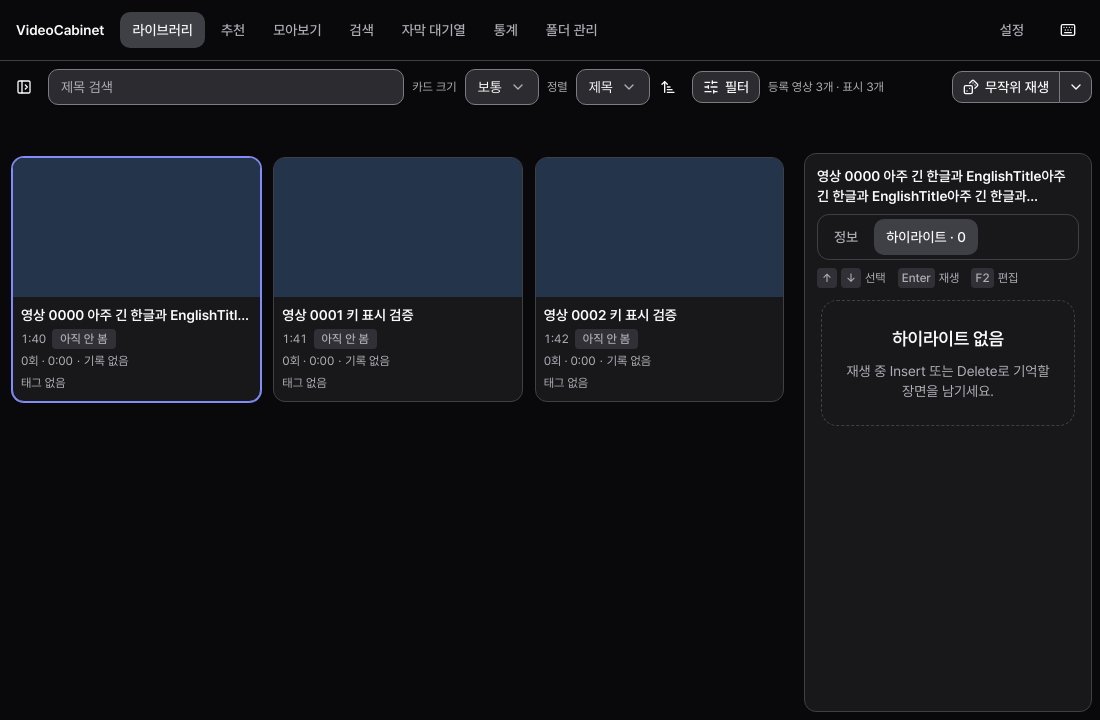 VideoCabinet 라이브러리 추천 모아보기 검색 자막 대기열 통계 폴더 관리 설정
제목 검색 카드 크기 보통 정렬 제목 필터 등록 영상 3개 · 표시 3개 무작위 재생
영상 0000 아주 긴 한글과 EnglishTitl...
1:40 아직 안 봄
0회 · 0:00 · 기록 없음
태그 없음
영상 0001 키 표시 검증
1:41 아직 안 봄
0회 · 0:00 · 기록 없음
태그 없음
영상 0002 키 표시 검증
1:42 아직 안 봄
0회 · 0:00 · 기록 없음
태그 없음
영상 0000 아주 긴 한글과 EnglishTitle아주
긴 한글과 EnglishTitle아주 긴 한글과...
정보 하이라이트 · 0
↑ ↓ 선택 Enter 재생 F2 편집
하이라이트 없음
재생 중 Insert 또는 Delete로 기억할
장면을 남기세요.